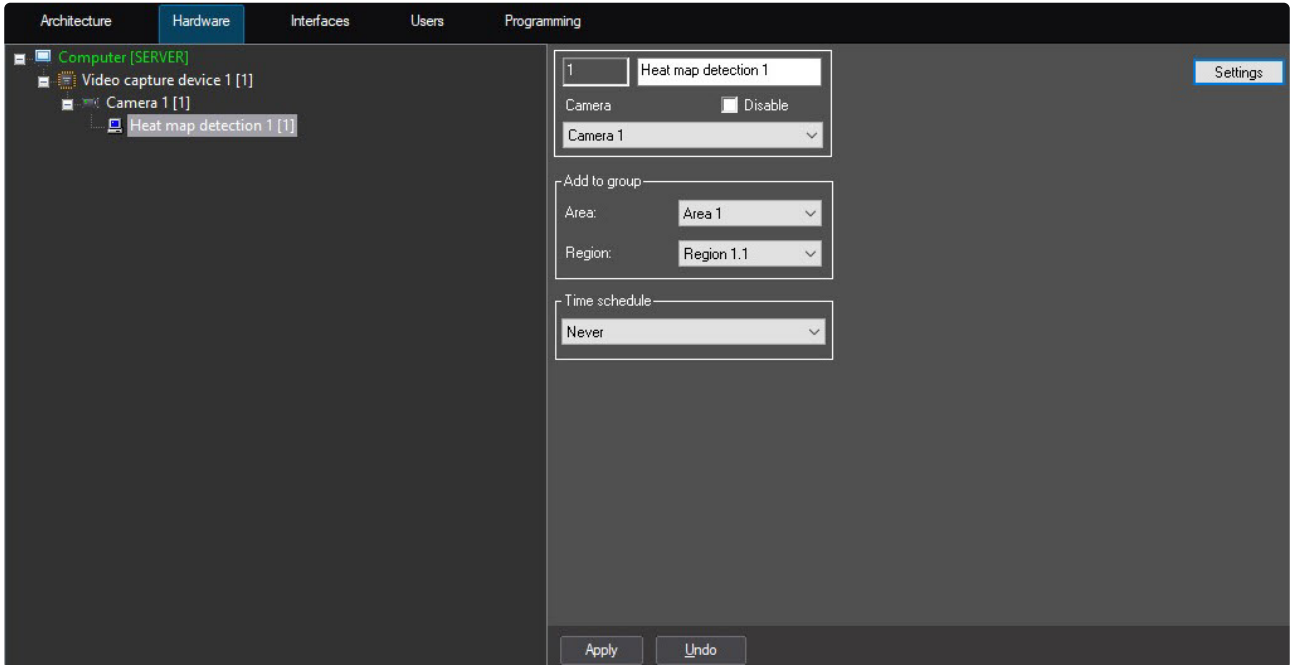 Architecture Hardware Interfaces Users Programming
Computer [SERVER]
Video capture device 1 [1]
Camera 1 [1]
Heat map detection 1 [1]
1 Heat map detection 1
Camera Disable
Camera 1
Settings
Add to group
Area: Area 1
Region: Region 1.1
Time schedule
Never
Apply Undo